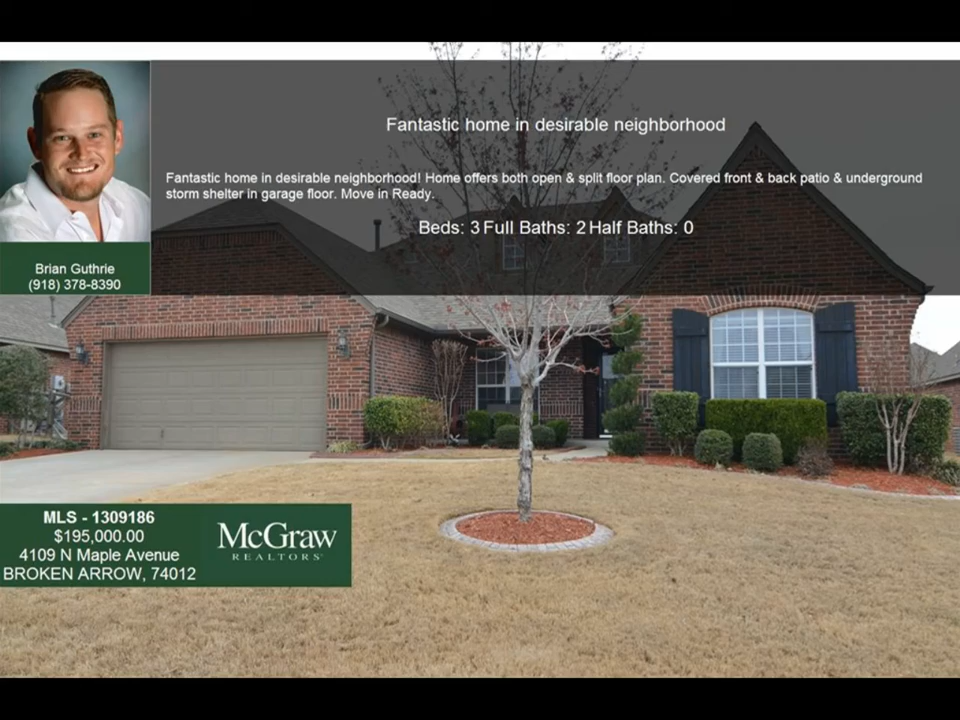 Fantastic home in desirable neighborhood
Fantastic home in desirable neighborhood! Home offers both open & split floor plan. Covered front & back patio & underground
storm shelter in garage floor. Move in Ready.
Beds: 3 Full Baths: 2 Half Baths: 0
Brian Guthrie
(918) 378-8390
MLS - 1309186
$195,000.00
4109 N Maple Avenue
BROKEN ARROW, 74012
McGraw
REALTORS